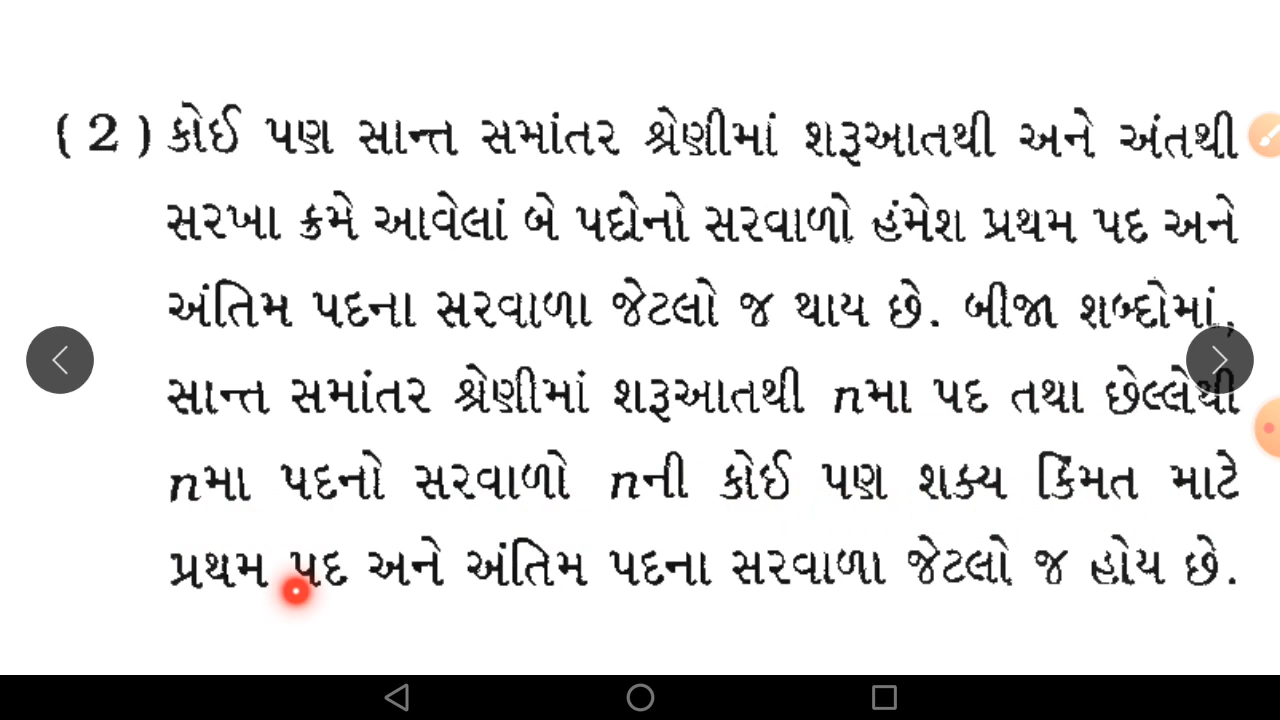 ( 2 ) કોઈ પણ સાન્ત સમાંતર શ્રેણીમાં શરૂઆતથી અને અંતથી
સરખા ક્રમે આવેલાં બે પદોનો સરવાળો હંમેશ પ્રથમ પદ અને
અંતિમ પદના સરવાળા જેટલો જ થાય છે. બીજા શબ્દોમાં,
સાન્ત સમાંતર શ્રેણીમાં શરૂઆતથી nમા પદ તથા છેલ્લેથી
nમા પદનો સરવાળો nની કોઈ પણ શક્ય કિંમત માટે
પ્રથમ પદ અને અંતિમ પદના સરવાળા જેટલો જ હોય છે.